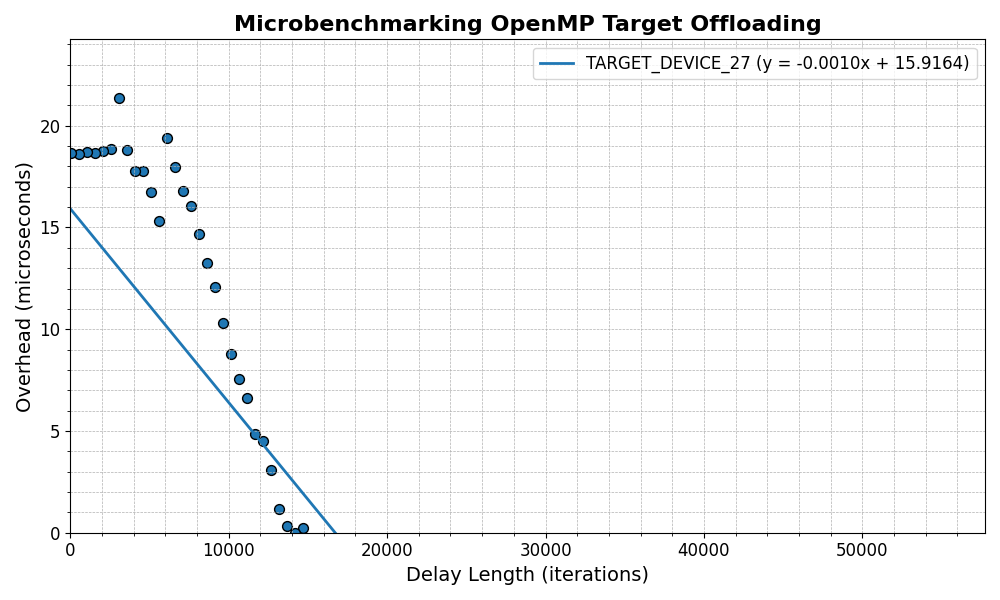 Microbenchmarking OpenMP Target Offloading
TARGET_DEVICE_27 (y = -0.0010x + 15.9164)
Overhead (microseconds)
20
15
10
5
0
0 10000 20000 30000 40000 50000
Delay Length (iterations)